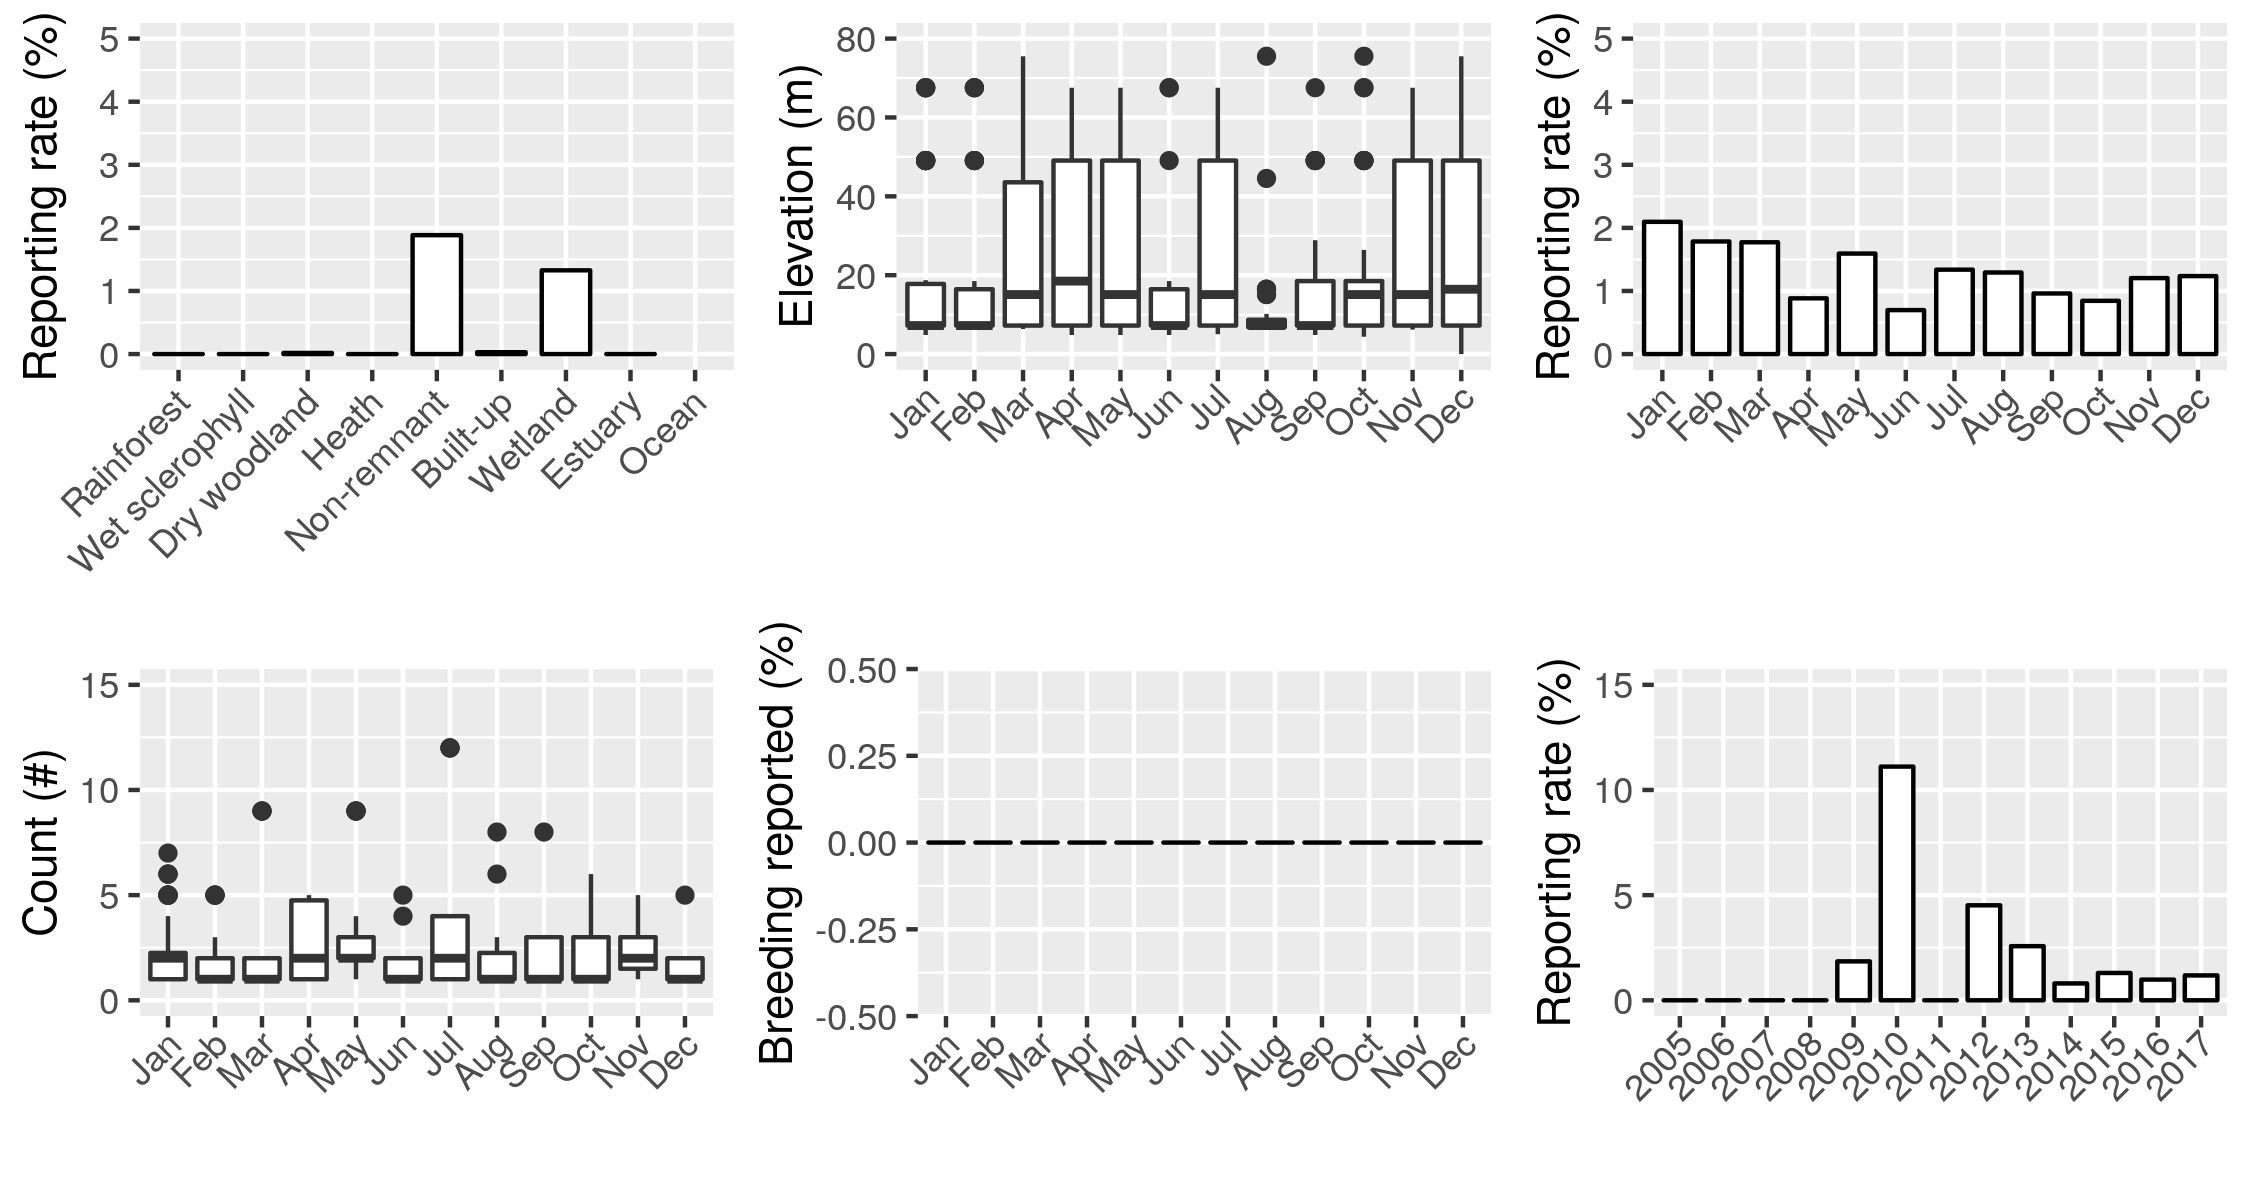 Reporting rate (%)
5
4
3
2
1
0
Rainforest
Wet sclerophyll
Dry woodland
Heath
Non-remnant
Built-up
Wetland
Estuary
Ocean
Elevation (m)
80
60
40
20
0
Jan
Feb
Mar
Apr
May
Jun
Jul
Aug
Sep
Oct
Nov
Dec
Reporting rate (%)
5
4
3
2
1
0
Jan
Feb
Mar
Apr
May
Jun
Jul
Aug
Sep
Oct
Nov
Dec
Count (#)
15
10
5
0
Jan
Feb
Mar
Apr
May
Jun
Jul
Aug
Sep
Oct
Nov
Dec
Breeding reported (%)
0.50
0.25
0.00
-0.25
-0.50
Jan
Feb
Mar
Apr
May
Jun
Jul
Aug
Sep
Oct
Nov
Dec
Reporting rate (%)
15
10
5
0
2005
2006
2007
2008
2009
2010
2011
2012
2013
2014
2015
2016
2017